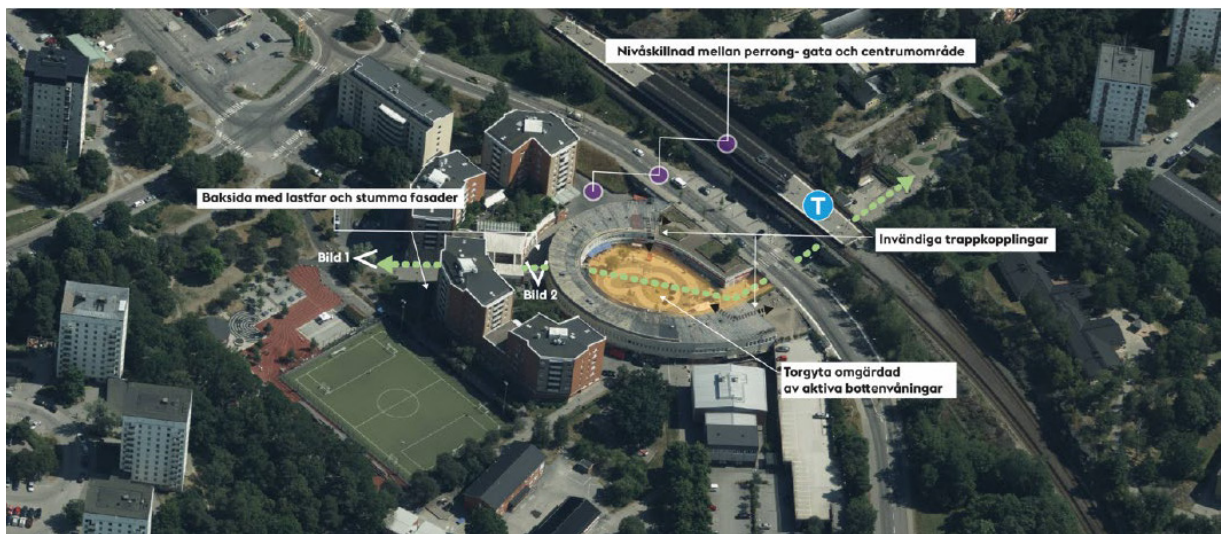 Nivåskillnad mellan perrong- gata och centrumområde
Baksida med lastfar och stumma fasader
T
Invändiga trappkopplingar
Bild 1
Bild 2
Torgyta omgärdad
av aktiva bottenvåningar